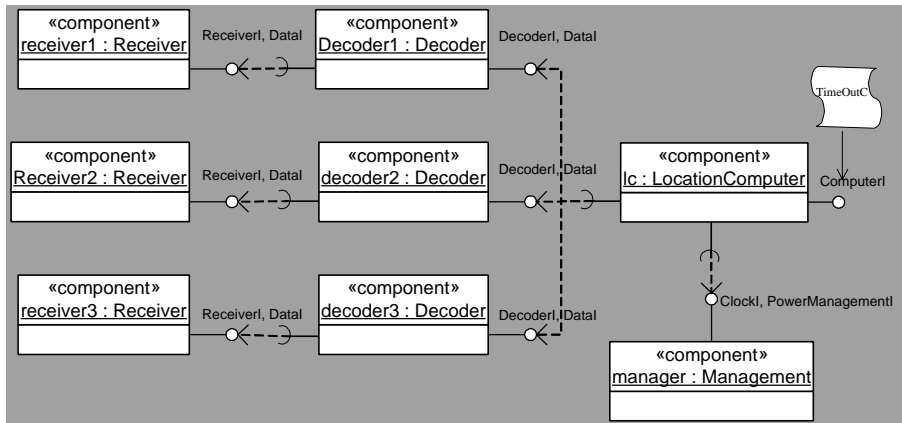 «component»
receiver1 : Receiver
ReceiverI, DataI
«component»
Decoder1 : Decoder
DecoderI, DataI
TimeOutC
«component»
Receiver2 : Receiver
ReceiverI, DataI
«component»
decoder2 : Decoder
DecoderI, DataI
«component»
lc : LocationComputer
ComputerI
«component»
receiver3 : Receiver
ReceiverI, DataI
«component»
decoder3 : Decoder
DecoderI, DataI
ClockI, PowerManagementI
«component»
manager : Management